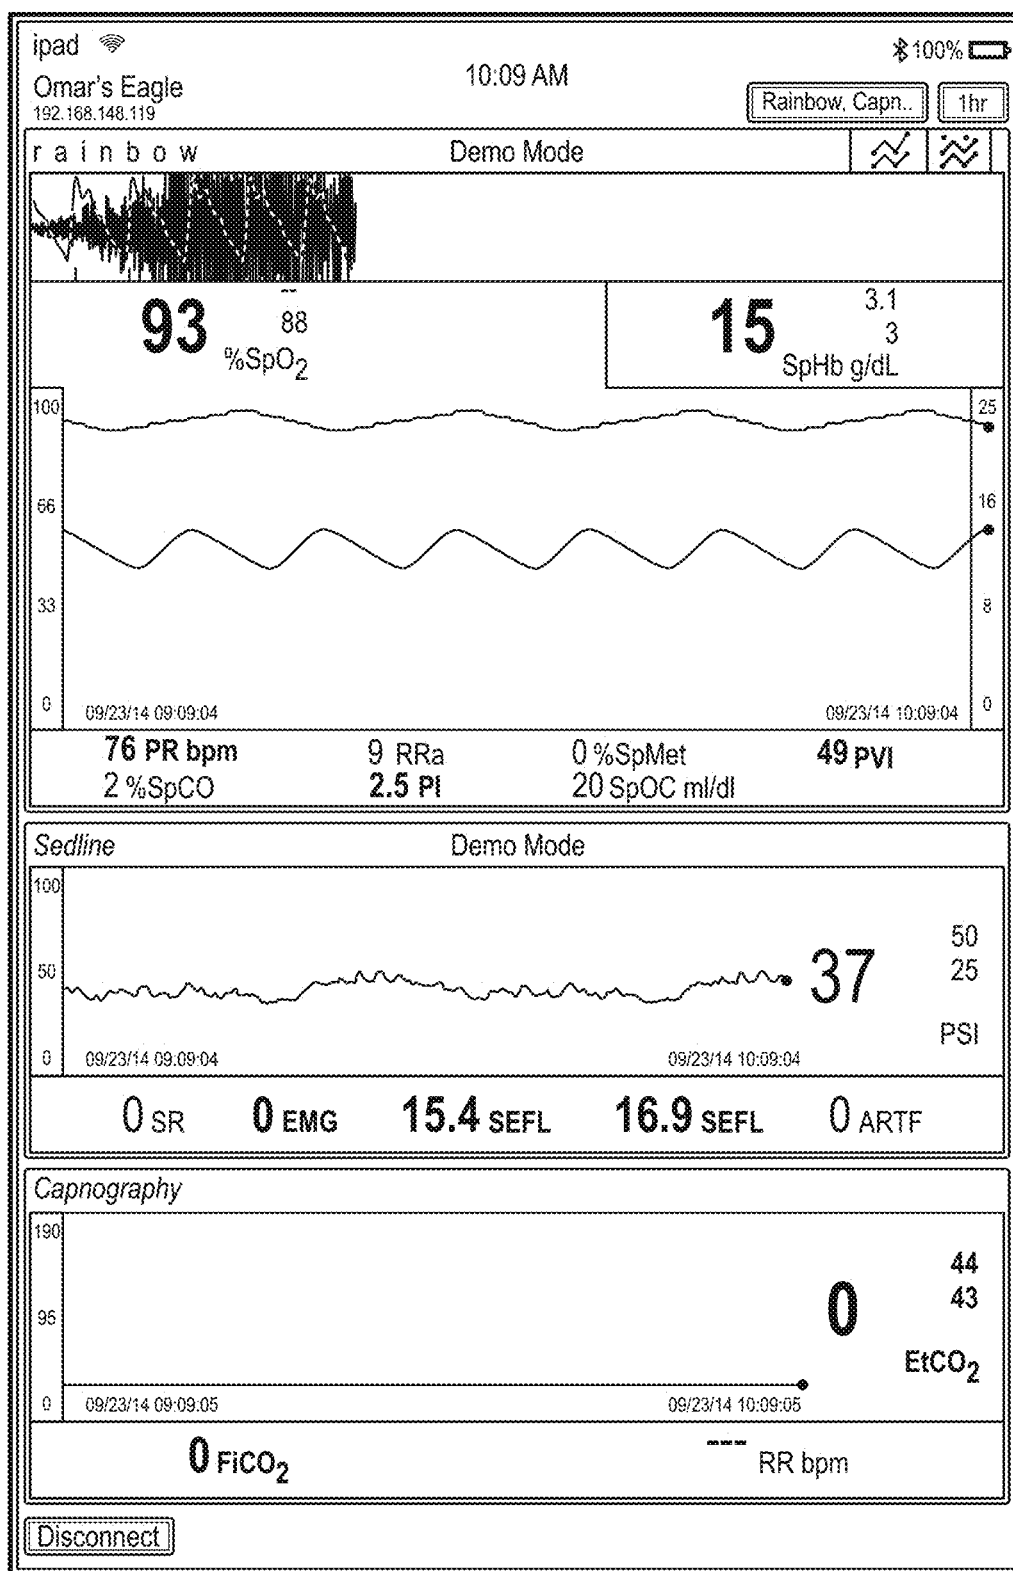 ipad 100%
10:09 AM
Omar's Eagle
192.168.148.119
Rainbow, Capn.. 1hr
rainbow Demo Mode
93 -- 88 %SpO2
15 3.1 3 SpHb g/dL
100 25
66 16
33 8
0 09/23/14 09:09:04 09/23/14 10:09:04 0
76 PR bpm 9 RRa 0 %SpMet 49 PVI
2 %SpCO 2.5 PI 20 SpOC ml/dl
Sedline Demo Mode
100
50
0 09/23/14 09:09:04 09/23/14 10:09:04
37 50 25 PSI
0 SR 0 EMG 15.4 SEFL 16.9 SEFL 0 ARTF
Capnography
190
95
0 09/23/14 09:09:05 09/23/14 10:09:05
0 44 43 EtCO2
0 FiCO2 --- RR bpm
Disconnect